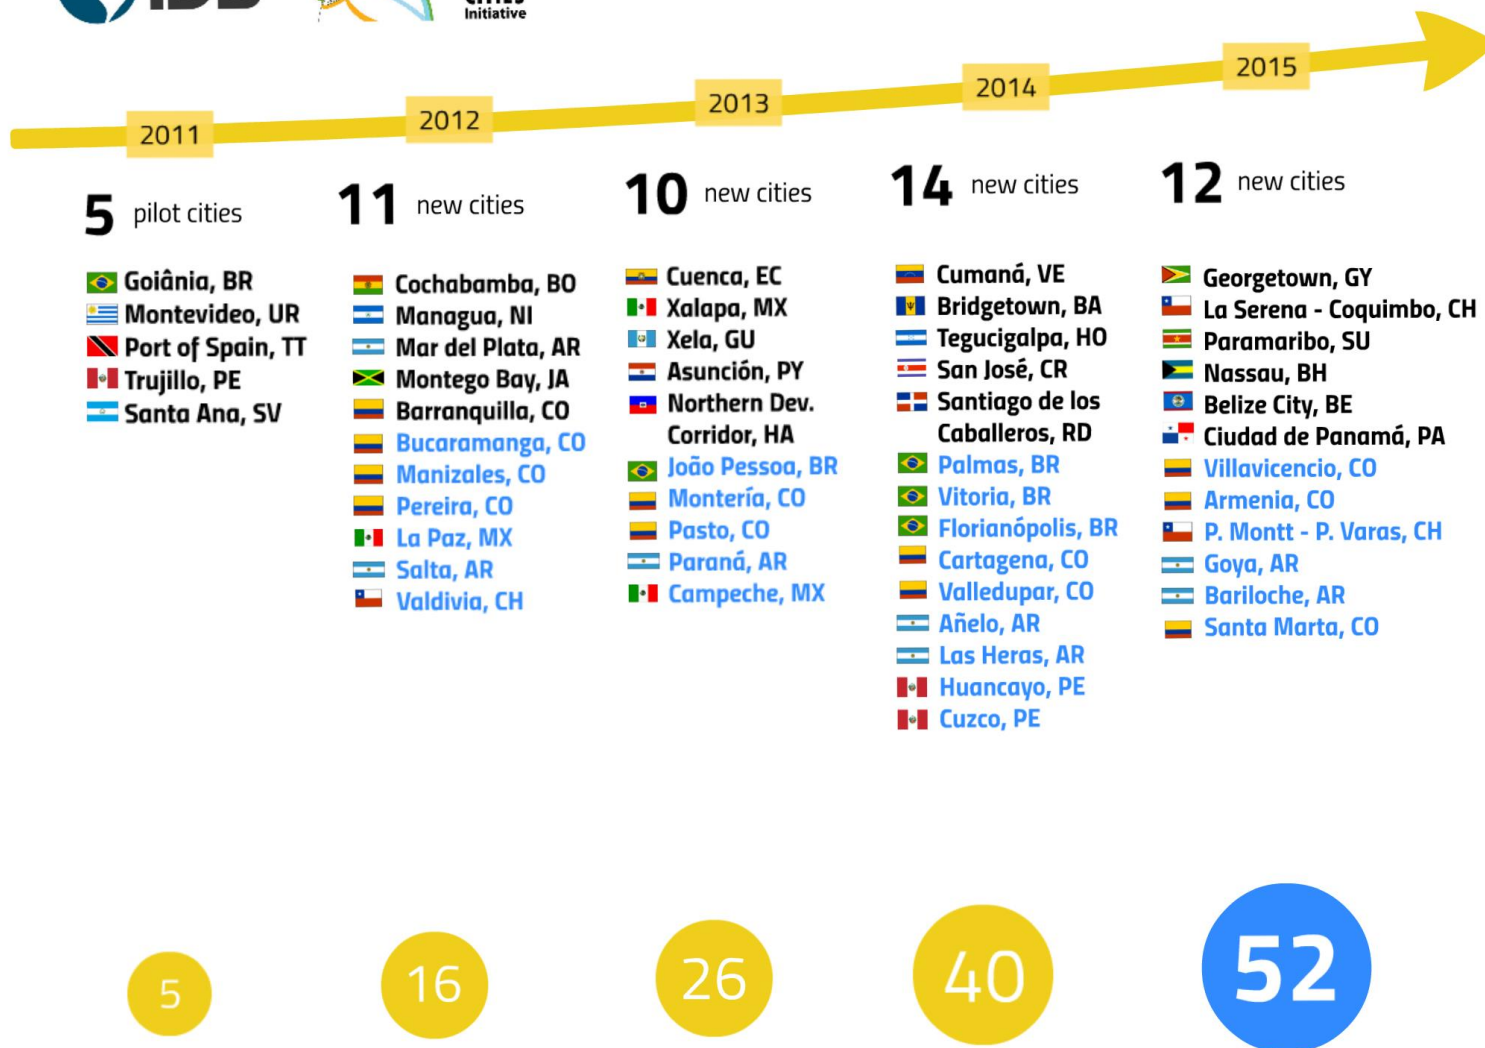 Initiative
2011
2012
2013
2014
2015
5 pilot cities
Goiânia, BR
Montevideo, UR
Port of Spain, TT
Trujillo, PE
Santa Ana, SV
11 new cities
Cochabamba, BO
Managua, NI
Mar del Plata, AR
Montego Bay, JA
Barranquilla, CO
Bucaramanga, CO
Manizales, CO
Pereira, CO
La Paz, MX
Salta, AR
Valdivia, CH
10 new cities
Cuenca, EC
Xalapa, MX
Xela, GU
Asunción, PY
Northern Dev.
Corridor, HA
João Pessoa, BR
Montería, CO
Pasto, CO
Paraná, AR
Campeche, MX
14 new cities
Cumaná, VE
Bridgetown, BA
Tegucigalpa, HO
San José, CR
Santiago de los
Caballeros, RD
Palmas, BR
Vitoria, BR
Florianópolis, BR
Cartagena, CO
Valledupar, CO
Añelo, AR
Las Heras, AR
Huancayo, PE
Cuzco, PE
12 new cities
Georgetown, GY
La Serena - Coquimbo, CH
Paramaribo, SU
Nassau, BH
Belize City, BE
Ciudad de Panamá, PA
Villavicencio, CO
Armenia, CO
P. Montt - P. Varas, CH
Goya, AR
Bariloche, AR
Santa Marta, CO
5
16
26
40
52